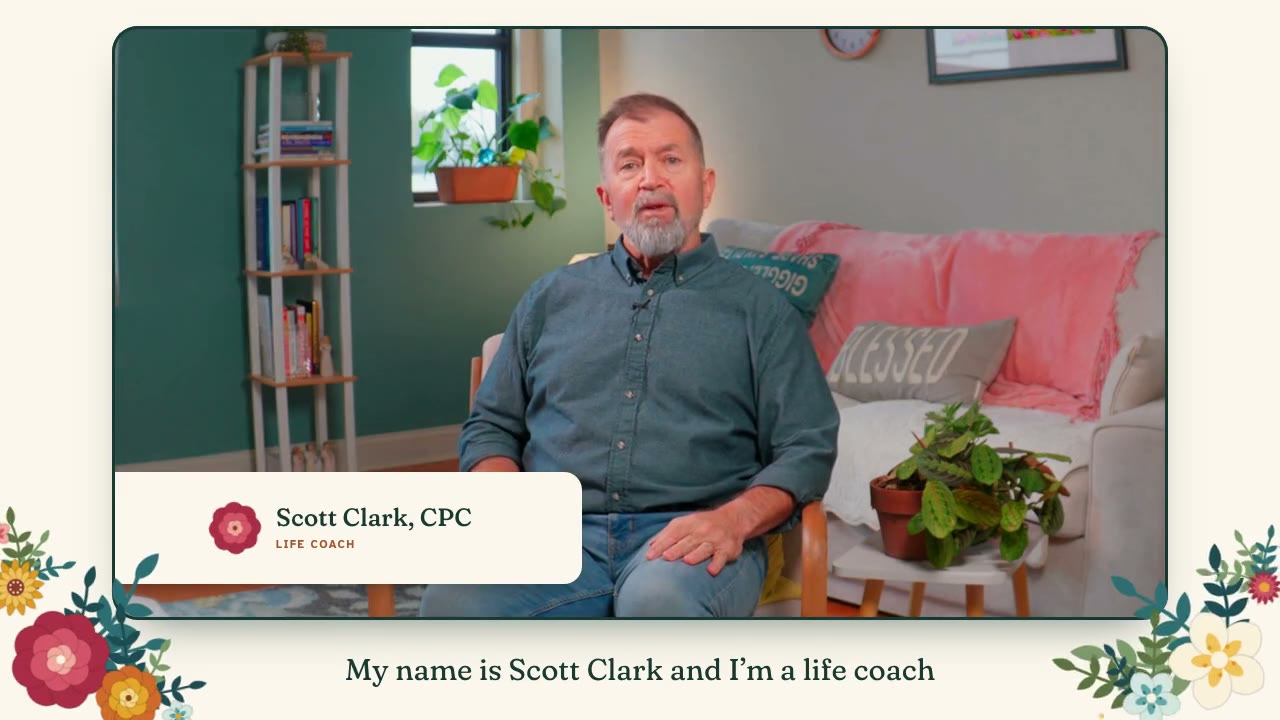 BLESSED
Scott Clark, CPC
LIFE COACH
My name is Scott Clark and I’m a life coach